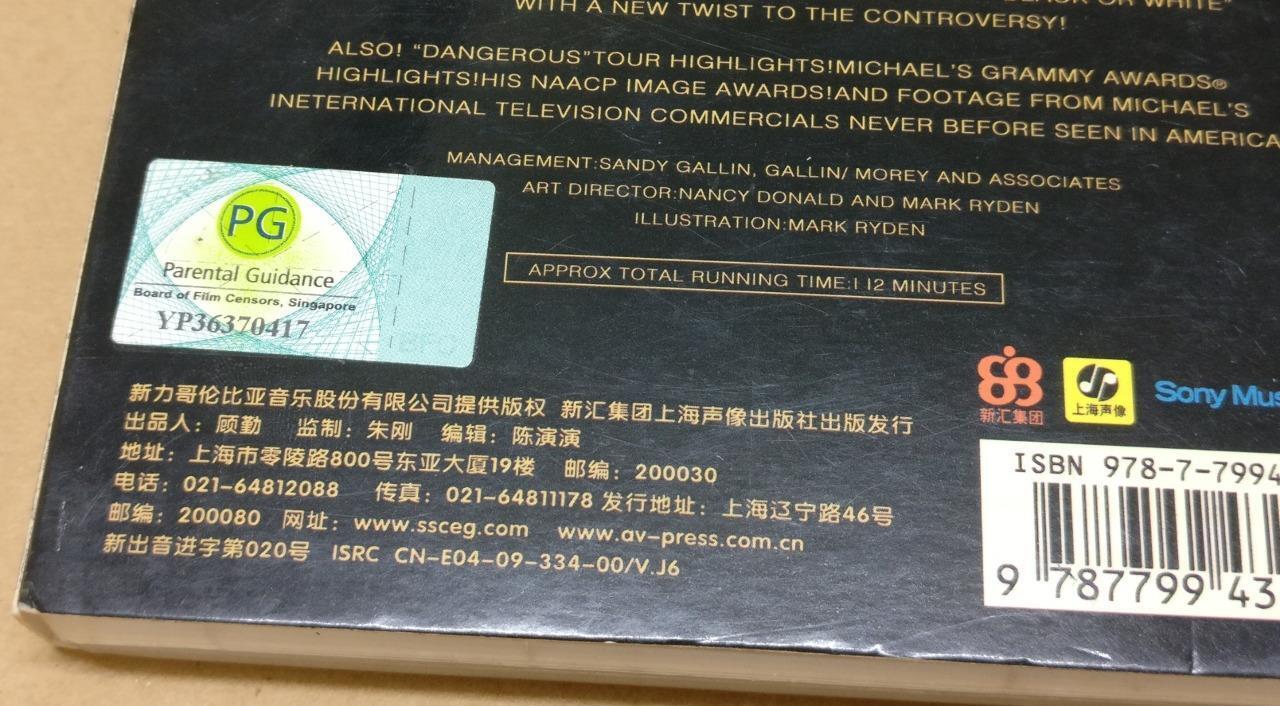 BLACK OR WHITE"
WITH A NEW TWIST TO THE CONTROVERSY!
ALSO! “DANGEROUS”TOUR HIGHLIGHTS!MICHAEL'S GRAMMY AWARDS®
HIGHLIGHTS!HIS NAACP IMAGE AWARDS!AND FOOTAGE FROM MICHAEL'S
INETERNATIONAL TELEVISION COMMERCIALS NEVER BEFORE SEEN IN AMERICA
MANAGEMENT:SANDY GALLIN, GALLIN/ MOREY AND ASSOCIATES
ART DIRECTOR:NANCY DONALD AND MARK RYDEN
ILLUSTRATION:MARK RYDEN
APPROX TOTAL RUNNING TIME:112 MINUTES
PG
Parental Guidance
Board of Film Censors, Singapore
YP36370417
新力哥伦比亚音乐股份有限公司提供版权 新汇集团上海声像出版社出版发行
出品人：顾勤 监制：朱刚 编辑：陈演演
地址：上海市零陵路800号东亚大厦19楼 邮编：200030
电话：021-64812088 传真：021-64811178 发行地址：上海辽宁路46号
邮编：200080 网址：www.ssceg.com www.av-press.com.cn
新出音进字第020号 ISRC CN-E04-09-334-00/V.J6
新汇集团
上海声像
Sony Mus
ISBN 978-7-7994
9 787799 43